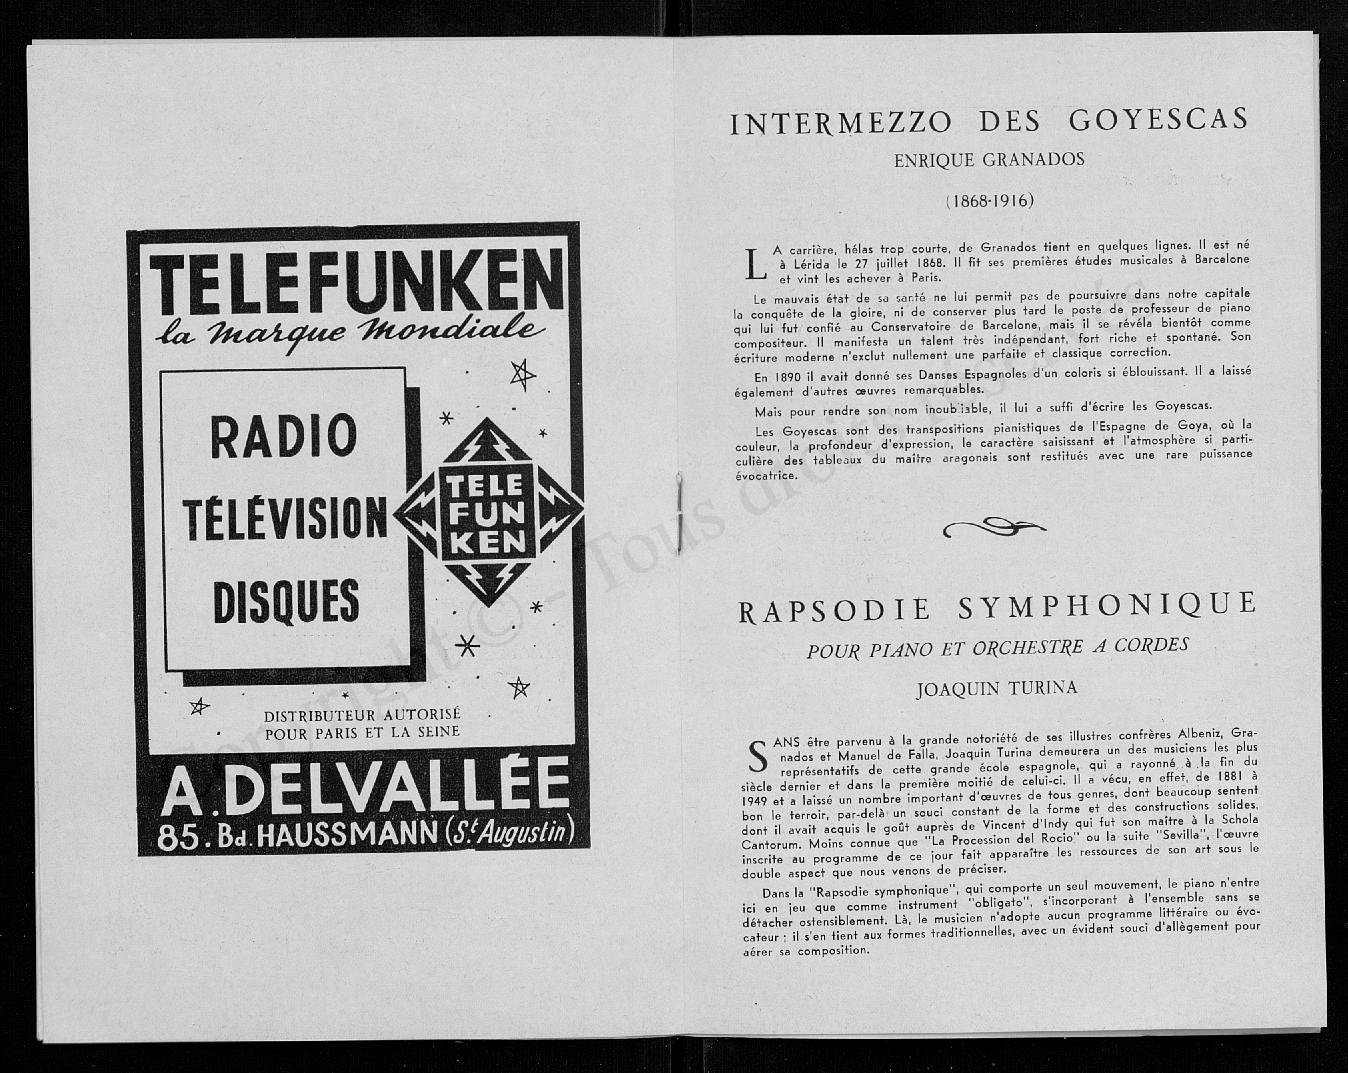 TELEFUNKEN
la marque mondiale
RADIO
TÉLÉVISION
DISQUES
TELE
FUN
KEN
DISTRIBUTEUR AUTORISÉ
POUR PARIS ET LA SEINE
A. DELVALLÉE
85. Bd. HAUSSMANN (St Augustin)
INTERMEZZO DES GOYESCAS
ENRIQUE GRANADOS
(1868-1916)
LA carrière, hélas trop courte, de Granados tient en quelques lignes. Il est né
à Lérida le 27 juillet 1868. Il fit ses premières études musicales à Barcelone
et vint les achever à Paris.
Le mauvais état de sa santé ne lui permit pas de poursuivre dans notre capitale
la conquête de la gloire, ni de conserver plus tard le poste de professeur de piano
qui lui fut confié au Conservatoire de Barcelone, mais il se révéla bientôt comme
compositeur. Il manifesta un talent très indépendant, fort riche et spontané. Son
écriture moderne n'exclut nullement une parfaite et classique correction.
En 1890 il avait donné ses Danses Espagnoles d'un coloris si éblouissant. Il a laissé
également d'autres œuvres remarquables.
Mais pour rendre son nom inoubliable, il lui a suffi d'écrire les Goyescas.
Les Goyescas sont des transpositions pianistiques de l'Espagne de Goya, où la
couleur, la profondeur d'expression, le caractère saisissant et l'atmosphère si parti-
culière des tableaux du maître aragonais sont restitués avec une rare puissance
évocatrice.
RAPSODIE SYMPHONIQUE
POUR PIANO ET ORCHESTRE A CORDES
JOAQUIN TURINA
SANS être parvenu à la grande notoriété de ses illustres confrères Albeniz, Gra-
nados et Manuel de Falla, Joaquin Turina demeurera un des musiciens les plus
représentatifs de cette grande école espagnole, qui a rayonné à la fin du
siècle dernier et dans la première moitié de celui-ci. Il a vécu, en effet, de 1881 à
1949 et a laissé un nombre important d'œuvres de tous genres, dont beaucoup sentent
bon le terroir, par-delà un souci constant de la forme et des constructions solides,
dont il avait acquis le goût auprès de Vincent d'Indy qui fut son maître à la Schola
Cantorum. Moins connue que "La Procession del Rocio" ou la suite "Sevilla", l'œuvre
inscrite au programme de ce jour fait apparaître les ressources de son art sous le
double aspect que nous venons de préciser.
Dans la "Rapsodie symphonique", qui comporte un seul mouvement, le piano n'entre
ici en jeu que comme instrument "obligato", s'incorporant à l'ensemble sans se
détacher ostensiblement. Là, le musicien n'adopte aucun programme littéraire ou évo-
cateur ; il s'en tient aux formes traditionnelles, avec un évident souci d'allègement pour
aérer sa composition.
Copyright © - Tous droits réservés